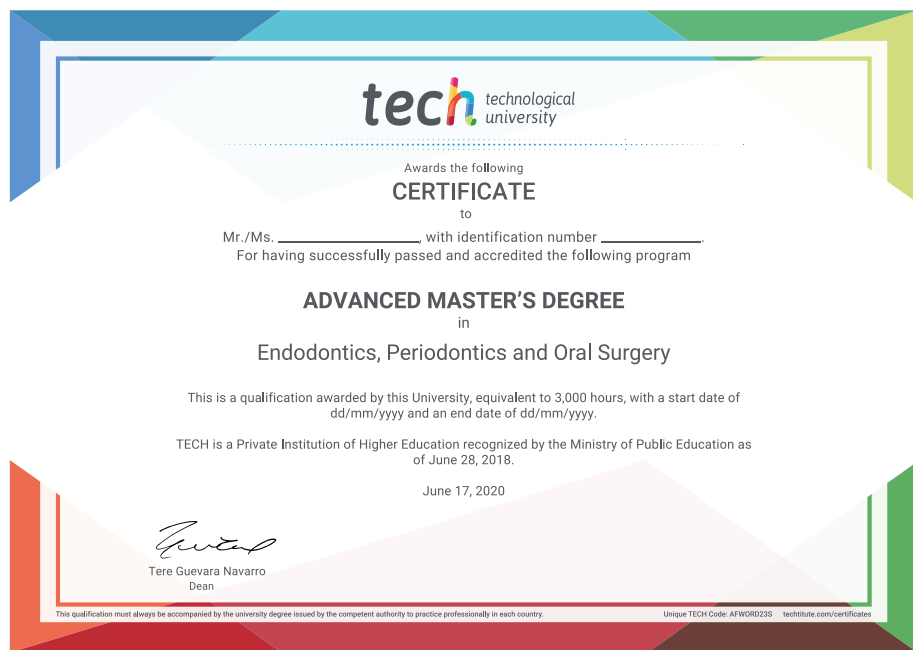 tech technological
university
Awards the following
CERTIFICATE
to
Mr./Ms. ____________________, with identification number ______________.
For having successfully passed and accredited the following program
ADVANCED MASTER'S DEGREE
in
Endodontics, Periodontics and Oral Surgery
This is a qualification awarded by this University, equivalent to 3,000 hours, with a start date of
dd/mm/yyyy and an end date of dd/mm/yyyy.
TECH is a Private Institution of Higher Education recognized by the Ministry of Public Education as
of June 28, 2018.
June 17, 2020
Tere Guevara Navarro
Dean
This qualification must always be accompanied by the university degree issued by the competent authority to practice professionally in each country. Unique TECH Code: AFWORD23S techtitute.com/certificates